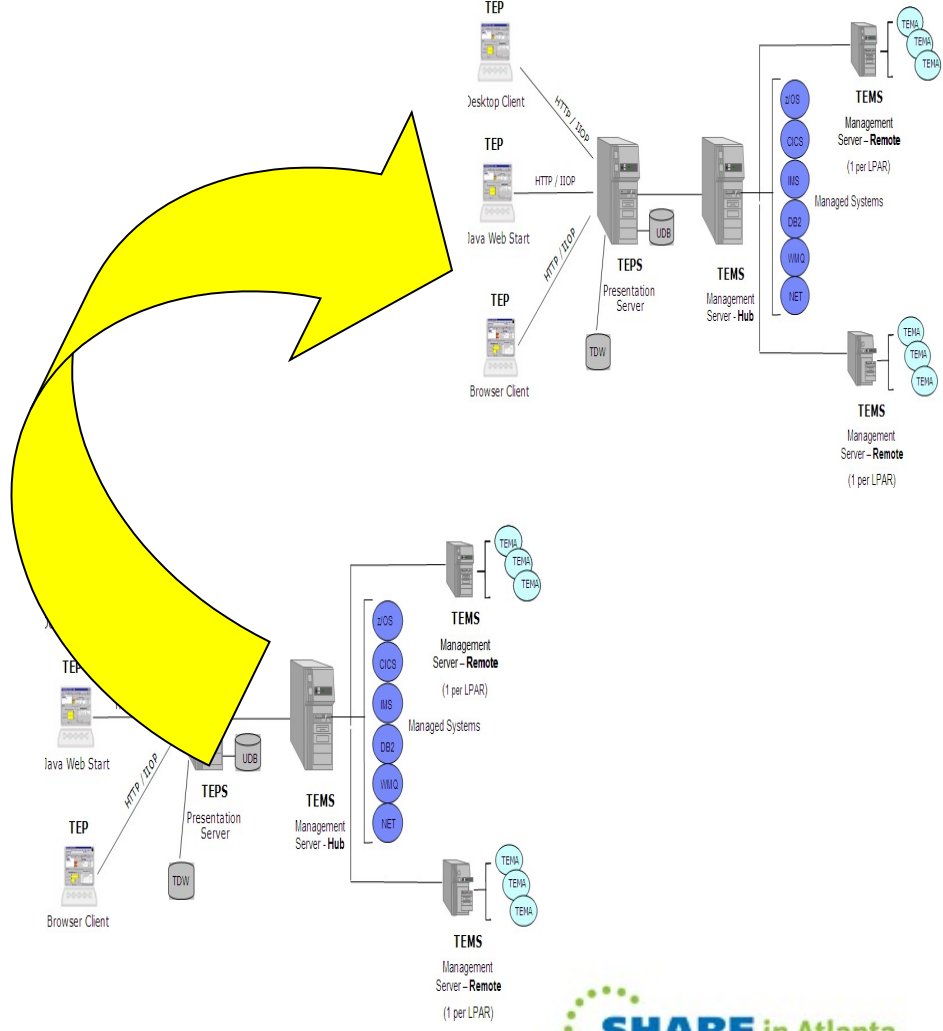 TEP
Desktop Client
HTTP / IIOP
TEP
HTTP / IIOP
Java Web Start
HTTP / IIOP
TEP
Browser Client
UDB
TEPS
Presentation
Server
TDW
TEMS
Management
Server - Hub
z/OS
CICS
IMS
DB2
WMQ
NET
Managed Systems
TEMA
TEMA
TEMA
TEMS
Management
Server – Remote
(1 per LPAR)
TEMA
TEMA
TEMA
TEMS
Management
Server – Remote
(1 per LPAR)
TEP
Java Web Start
HTTP / IIOP
TEP
Browser Client
UDB
TEPS
Presentation
Server
TDW
TEMS
Management
Server - Hub
z/OS
CICS
IMS
DB2
WMQ
NET
Managed Systems
TEMA
TEMA
TEMA
TEMS
Management
Server – Remote
(1 per LPAR)
TEMA
TEMA
TEMA
TEMS
Management
Server – Remote
(1 per LPAR)
SHARE in Atlanta